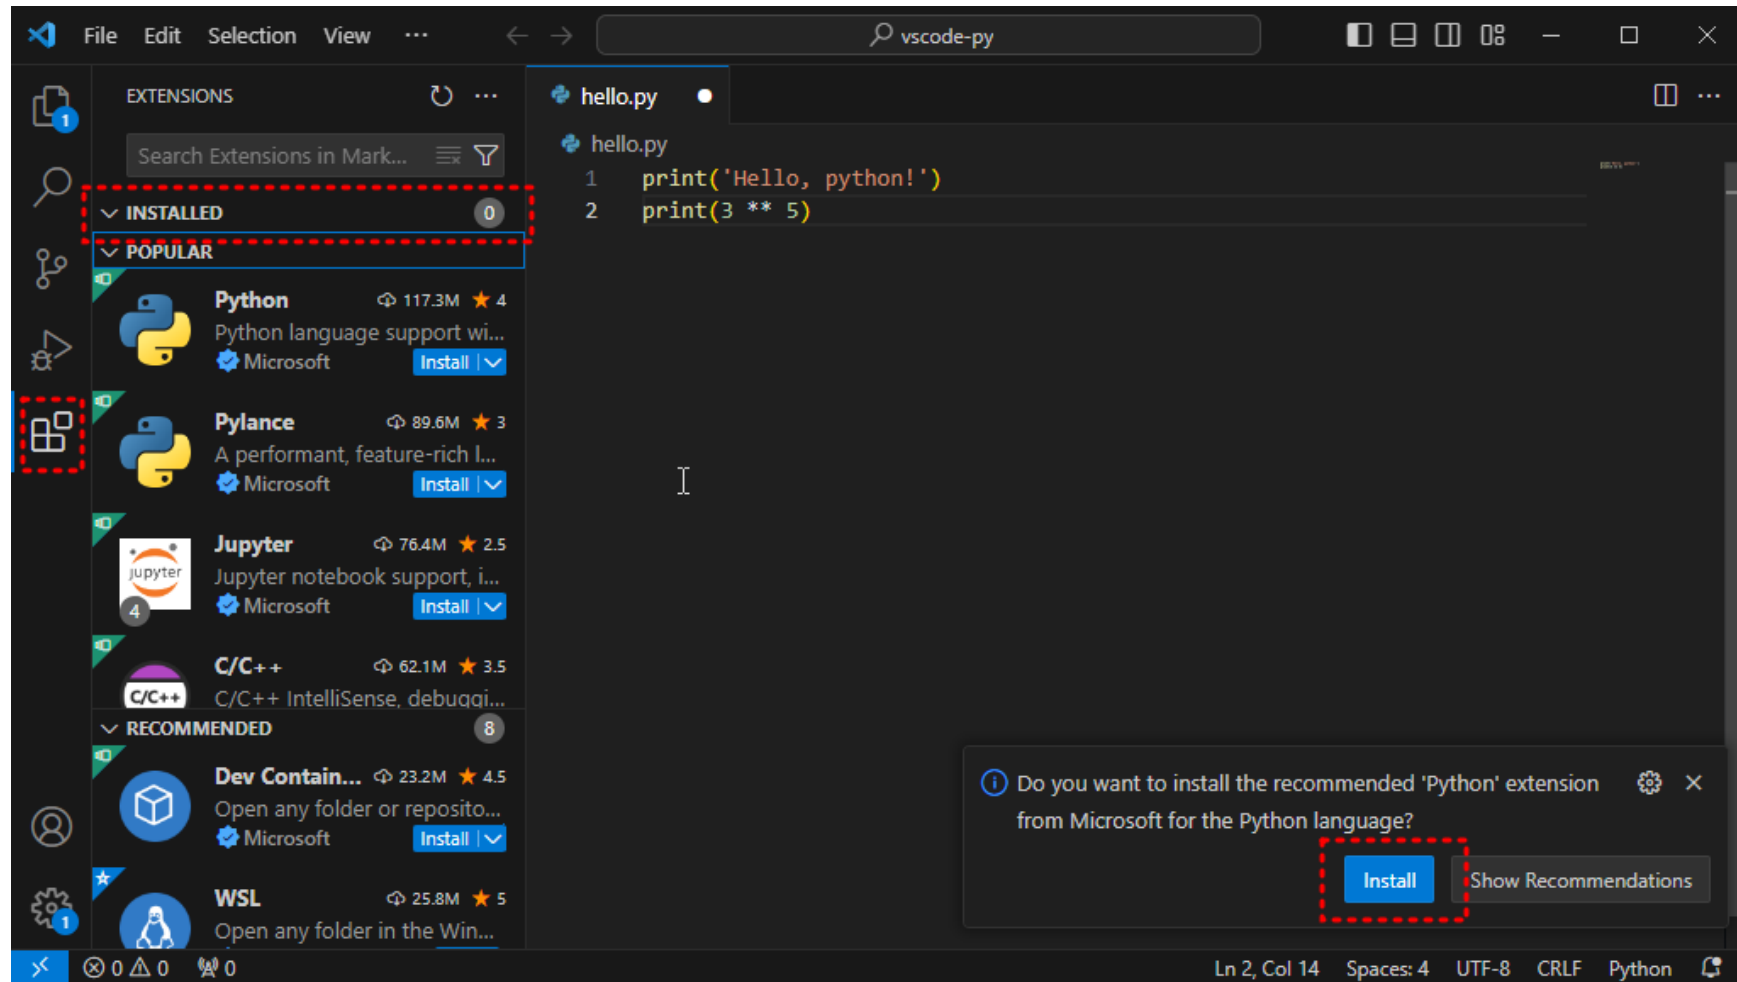 File Edit Selection View ··· vscode-py
EXTENSIONS ···
Search Extensions in Mark...
INSTALLED 0
POPULAR
Python 117.3M ★ 4
Python language support wi...
Microsoft Install
Pylance 89.6M ★ 3
A performant, feature-rich l...
Microsoft Install
Jupyter 76.4M ★ 2.5
Jupyter notebook support, i...
Microsoft Install
jupyter
4
C/C++ 62.1M ★ 3.5
C/C++ IntelliSense, debuggi...
C/C++
RECOMMENDED 8
Dev Contain... 23.2M ★ 4.5
Open any folder or reposito...
Microsoft Install
WSL 25.8M ★ 5
Open any folder in the Win...
1
1
hello.py ●
hello.py
1 print('Hello, python!')
2 print(3 ** 5)
Do you want to install the recommended 'Python' extension
from Microsoft for the Python language?
Install Show Recommendations
0 0 0 Ln 2, Col 14 Spaces: 4 UTF-8 CRLF Python